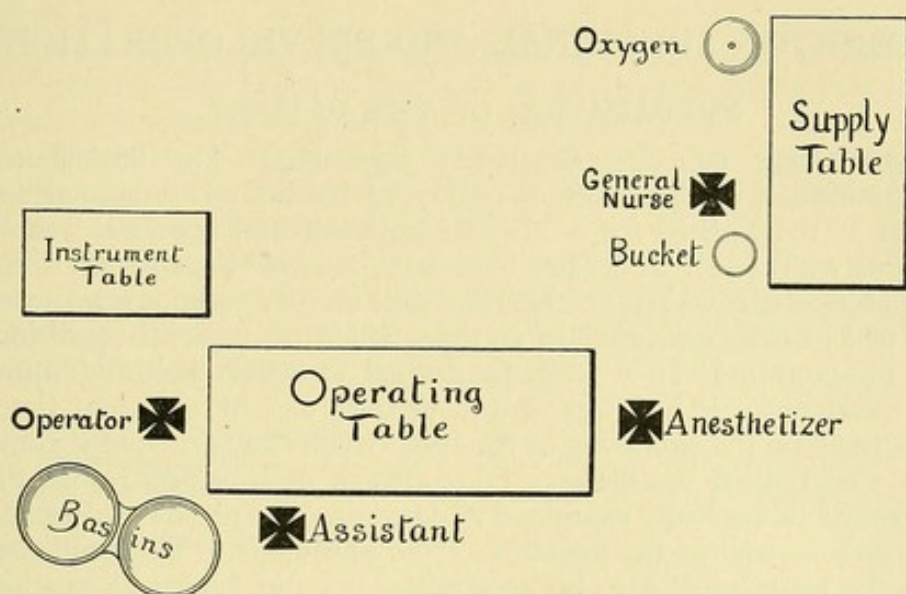 Oxygen
Supply
Table
General
Nurse
Bucket
Instrument
Table
Operating
Table
Operator
Anesthetizer
Basins
Assistant